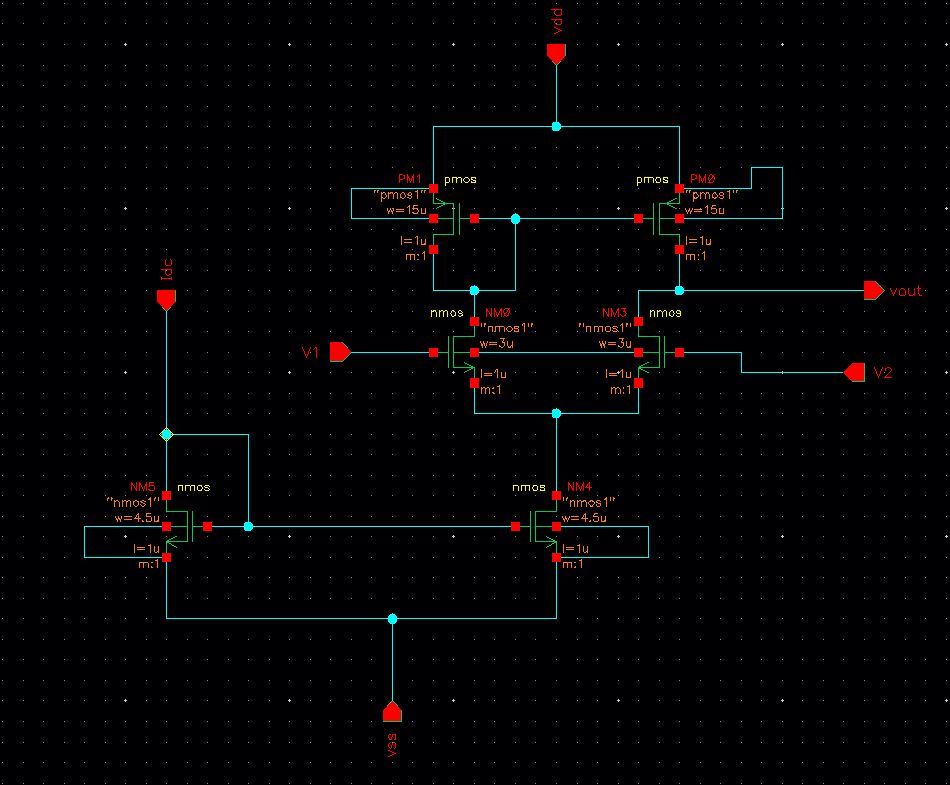 vdd
PM1
pmos
"pmos1"
w=15u
l=1u
m:1
pmos
PM0
"pmos1"
w=15u
l=1u
m:1
Idc
vout
nmos
NM0
"nmos1"
w=3u
l=1u
m:1
NM3
nmos
"nmos1"
w=3u
l=1u
m:1
V1
V2
NM5
nmos
"nmos1"
w=4.5u
l=1u
m:1
nmos
NM4
"nmos1"
w=4.5u
l=1u
m:1
vss